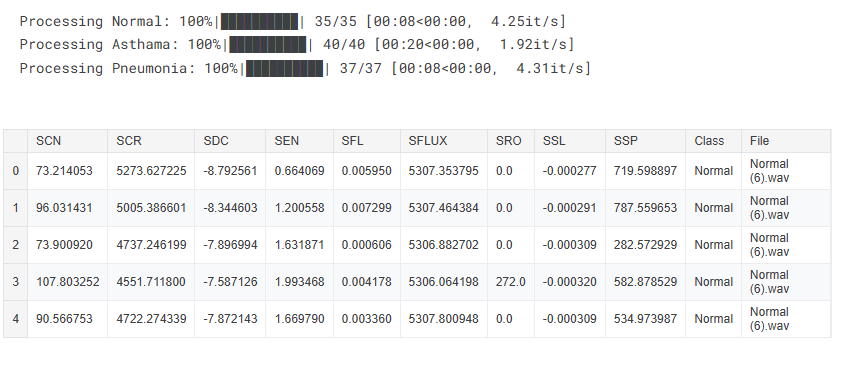 Processing Normal: 100%|██████████| 35/35 [00:08<00:00,  4.25it/s]
Processing Asthama: 100%|██████████| 40/40 [00:20<00:00,  1.92it/s]
Processing Pneumonia: 100%|██████████| 37/37 [00:08<00:00,  4.31it/s]
SCN SCR SDC SEN SFL SFLUX SRO SSL SSP Class File
0 73.214053 5273.627225 -8.792561 0.664069 0.005950 5307.353795 0.0 -0.000277 719.598897 Normal Normal (6).wav
1 96.031431 5005.386601 -8.344603 1.200558 0.007299 5307.464384 0.0 -0.000291 787.559653 Normal Normal (6).wav
2 73.900920 4737.246199 -7.896994 1.631871 0.000606 5306.882702 0.0 -0.000309 282.572929 Normal Normal (6).wav
3 107.803252 4551.711800 -7.587126 1.993468 0.004178 5306.064198 272.0 -0.000320 582.878529 Normal Normal (6).wav
4 90.566753 4722.274339 -7.872143 1.669790 0.003360 5307.800948 0.0 -0.000309 534.973987 Normal Normal (6).wav